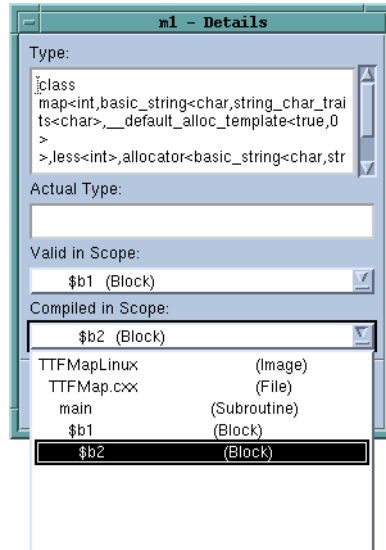 m1 - Details
Type:
class
map<int,basic_string<char,string_char_trai
ts<char>,__default_alloc_template<true,0
>
>,less<int>,allocator<basic_string<char,str
Actual Type:
Valid in Scope:
$b1 (Block)
Compiled in Scope:
$b2 (Block)
TTFMapLinux (Image)
TTFMap.cxx (File)
main (Subroutine)
$b1 (Block)
$b2 (Block)